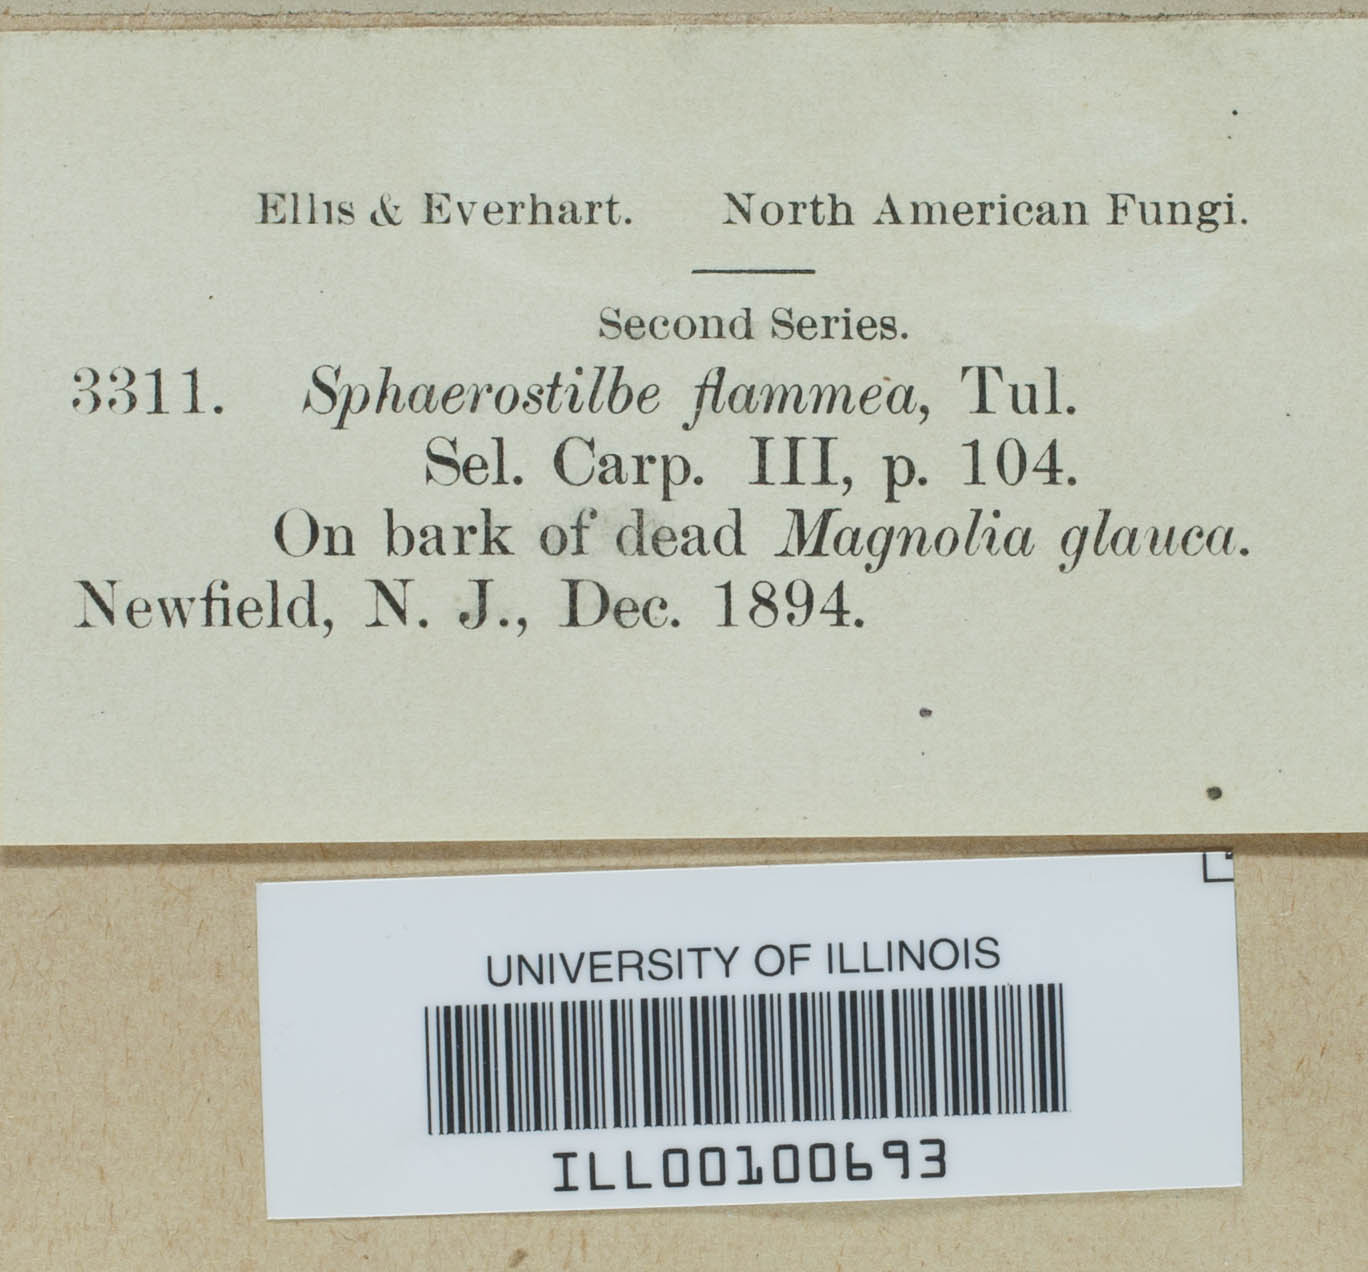 Ellis & Everhart. North American Fungi.
Second Series.
3311. Sphaerostilbe flammea, Tul.
Sel. Carp. III, p. 104.
On bark of dead Magnolia glauca.
Newfield, N. J., Dec. 1894.
UNIVERSITY OF ILLINOIS
ILL00100693